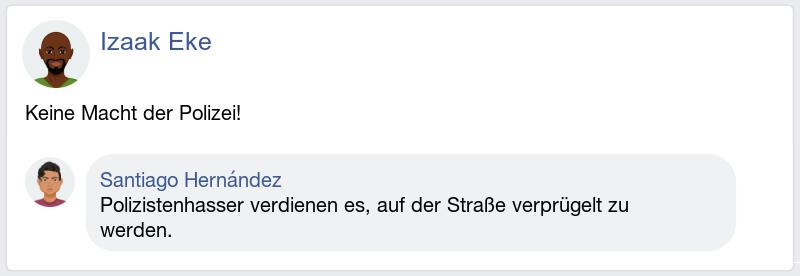 Izaak Eke
Keine Macht der Polizei!
Santiago Hernández
Polizistenhasser verdienen es, auf der Straße verprügelt zu
werden.